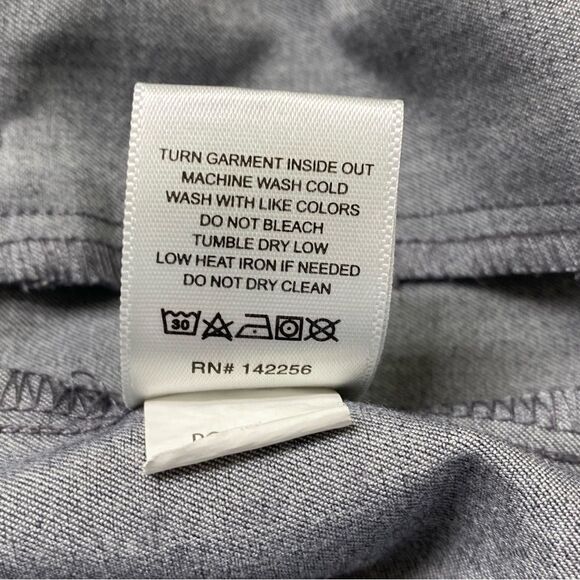 TURN GARMENT INSIDE OUT
MACHINE WASH COLD
WASH WITH LIKE COLORS
DO NOT BLEACH
TUMBLE DRY LOW
LOW HEAT IRON IF NEEDED
DO NOT DRY CLEAN
30
RN# 142256